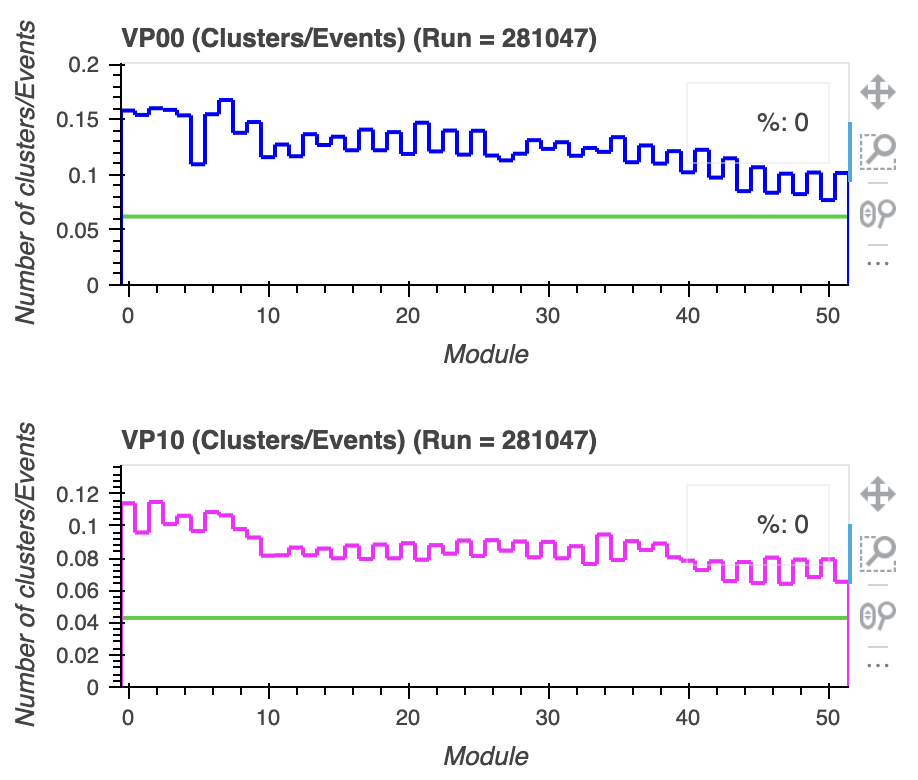 VP00 (Clusters/Events) (Run = 281047)
Number of clusters/Events
0.2
0.15
0.1
0.05
0
%: 0
0 10 20 30 40 50
Module
...
VP10 (Clusters/Events) (Run = 281047)
Number of clusters/Events
0.12
0.1
0.08
0.06
0.04
0.02
0
%: 0
0 10 20 30 40 50
Module
...